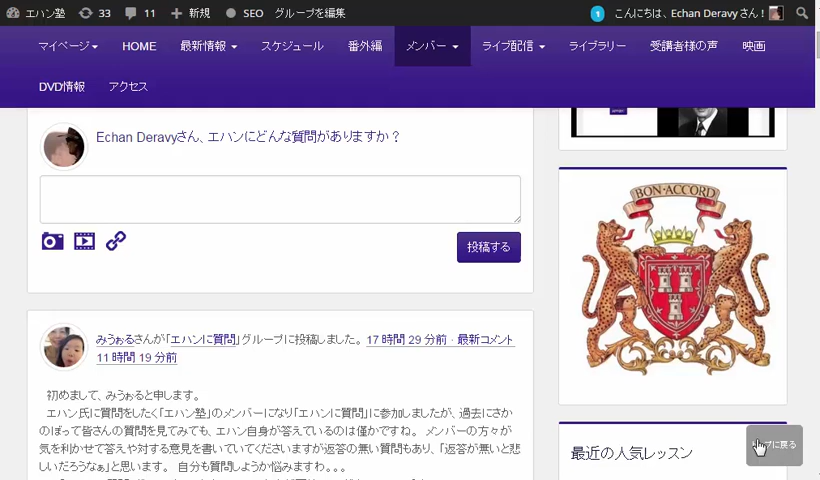 エハン塾 33 11 新規 SEO グループを編集 1 こんにちは、Echan Deravy さん！
マイページ HOME 最新情報 スケジュール 番外編 メンバー ライブ配信 ライブラリー 受講者様の声 映画
DVD情報 アクセス
Echan Deravyさん、エハンにどんな質問がありますか？
投稿する
BON·ACCORD
みうぉるさんが「エハンに質問」グループに投稿しました。 17 時間 29 分前 · 最新コメント
11 時間 19 分前
初めまして、みうぉると申します。
エハン氏に質問をしたく「エハン塾」のメンバーになり「エハンに質問」に参加しましたが、過去にさか
のぼって皆さんの質問を見てみても、エハン自身が答えているのは僅かですね。 メンバーの方々が
気を利かせて答えや対する意見を書いていてくださいますが返答の無い質問もあり、「返答が無いと悲
しいだろうなぁ」と思います。 自分も質問しようか悩みますわ。。。
最近の人気レッスン
に戻る